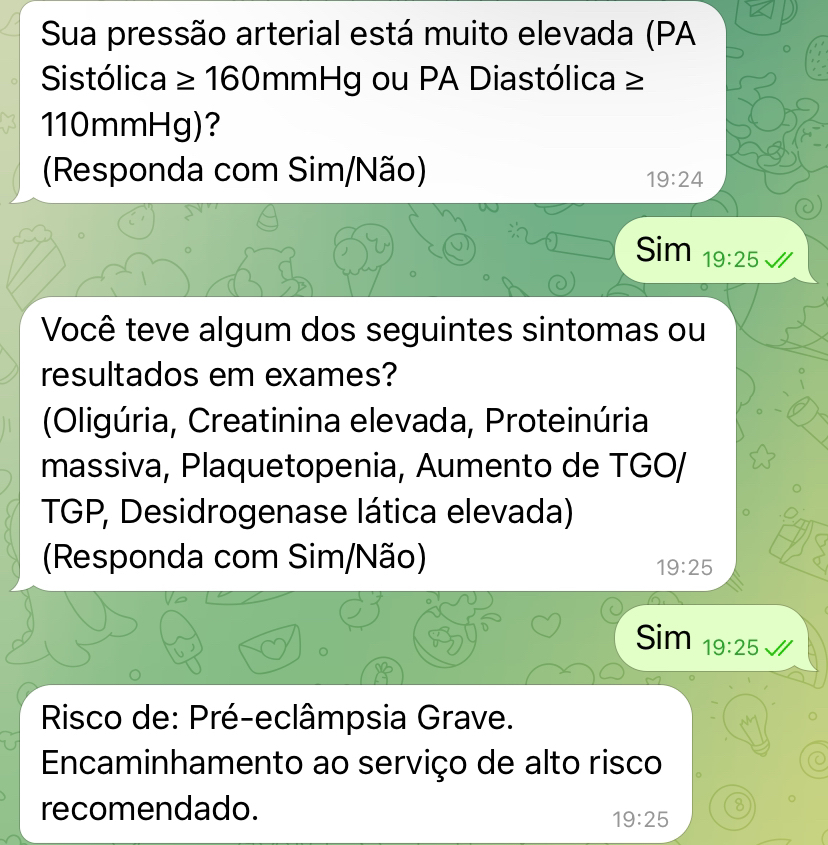 Sua pressão arterial está muito elevada (PA
Sistólica ≥ 160mmHg ou PA Diastólica ≥
110mmHg)?
(Responda com Sim/Não)
19:24
Sim 19:25
Você teve algum dos seguintes sintomas ou
resultados em exames?
(Oligúria, Creatinina elevada, Proteinúria
massiva, Plaquetopenia, Aumento de TGO/
TGP, Desidrogenase lática elevada)
(Responda com Sim/Não)
19:25
Sim 19:25
Risco de: Pré-eclâmpsia Grave.
Encaminhamento ao serviço de alto risco
recomendado.
19:25